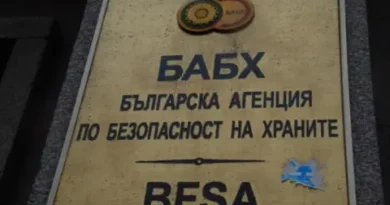 БАБХ
БЪЛГАРСКА АГЕНЦИЯ
ПО БЕЗОПАСНОСТ НА ХРАНИТЕ
BFSA